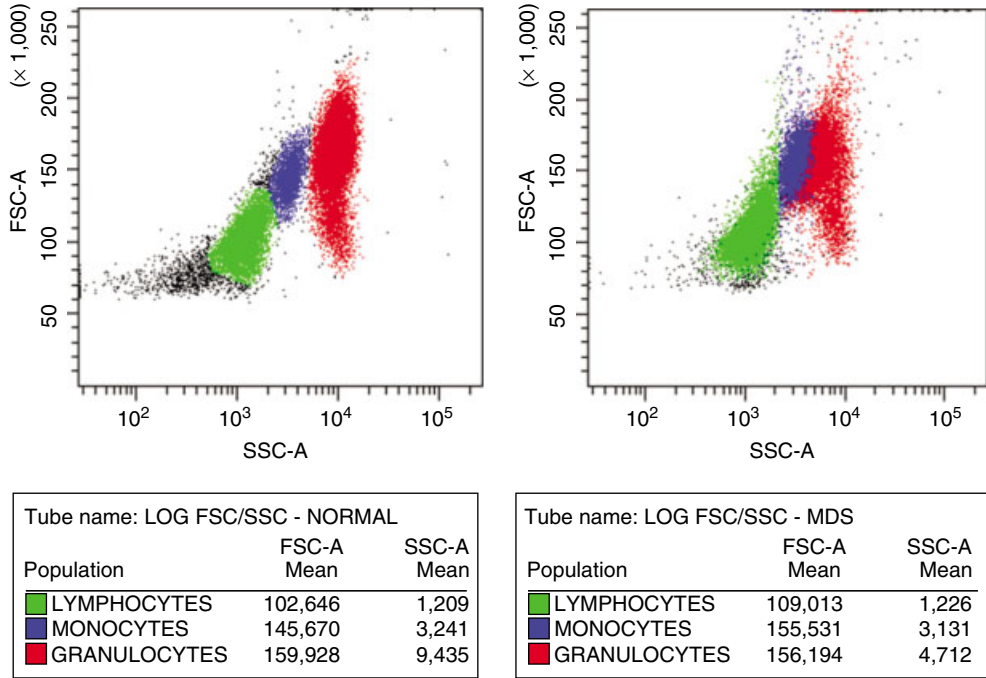 (× 1,000)
FSC-A
250
200
150
100
50
10²
10³
10⁴
10⁵
SSC-A
(× 1,000)
FSC-A
250
200
150
100
50
10²
10³
10⁴
10⁵
SSC-A
Tube name: LOG FSC/SSC - NORMAL
FSC-A SSC-A
Population Mean Mean
LYMPHOCYTES 102,646 1,209
MONOCYTES 145,670 3,241
GRANULOCYTES 159,928 9,435
Tube name: LOG FSC/SSC - MDS
FSC-A SSC-A
Population Mean Mean
LYMPHOCYTES 109,013 1,226
MONOCYTES 155,531 3,131
GRANULOCYTES 156,194 4,712